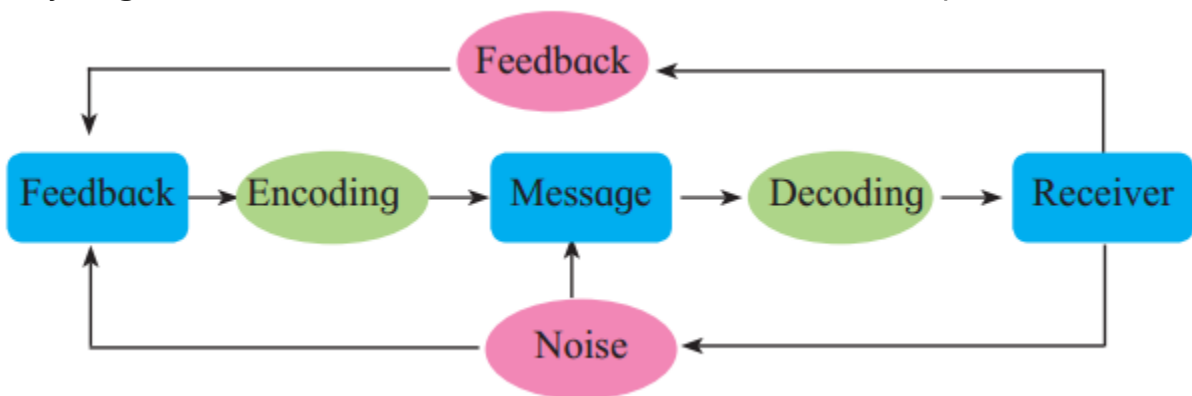 Feedback
Feedback
Encoding
Message
Decoding
Receiver
Noise